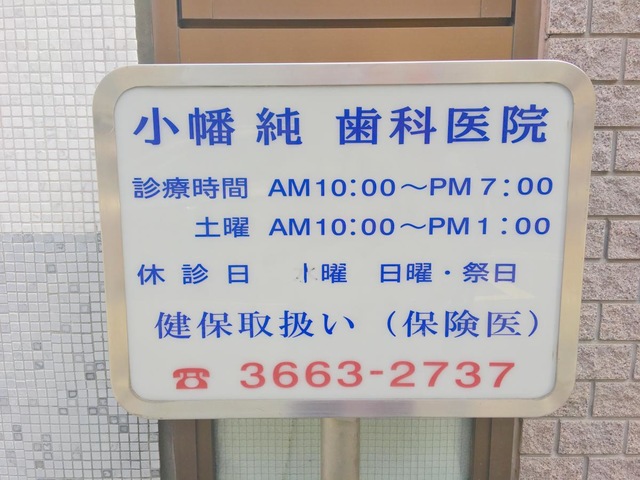 小幡 純 歯科医院
診療時間 AM10:00〜PM7:00
土曜 AM10:00〜PM1:00
休診日 水曜 日曜・祭日
健保取扱い（保険医）
☎ 3663-2737